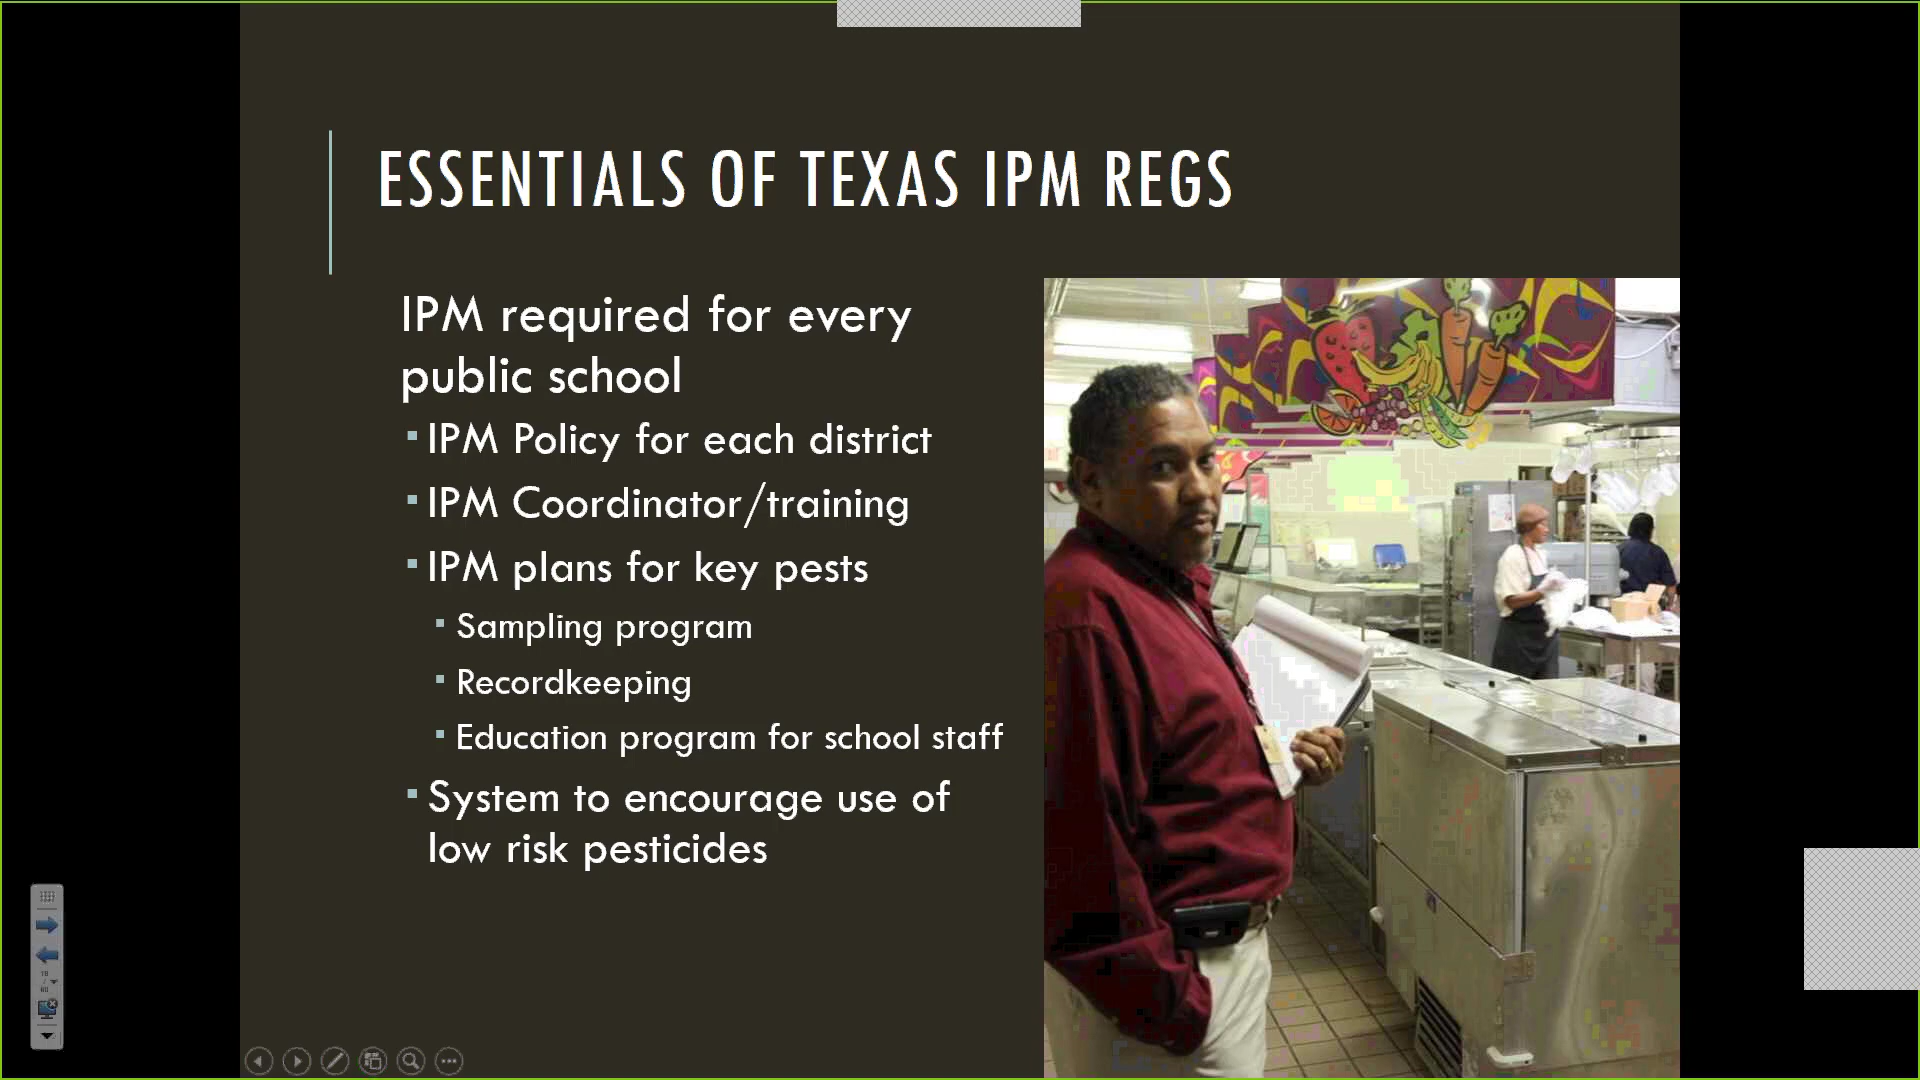 ESSENTIALS OF TEXAS IPM REGS
IPM required for every
public school
IPM Policy for each district
IPM Coordinator/training
IPM plans for key pests
Sampling program
Recordkeeping
Education program for school staff
System to encourage use of
low risk pesticides